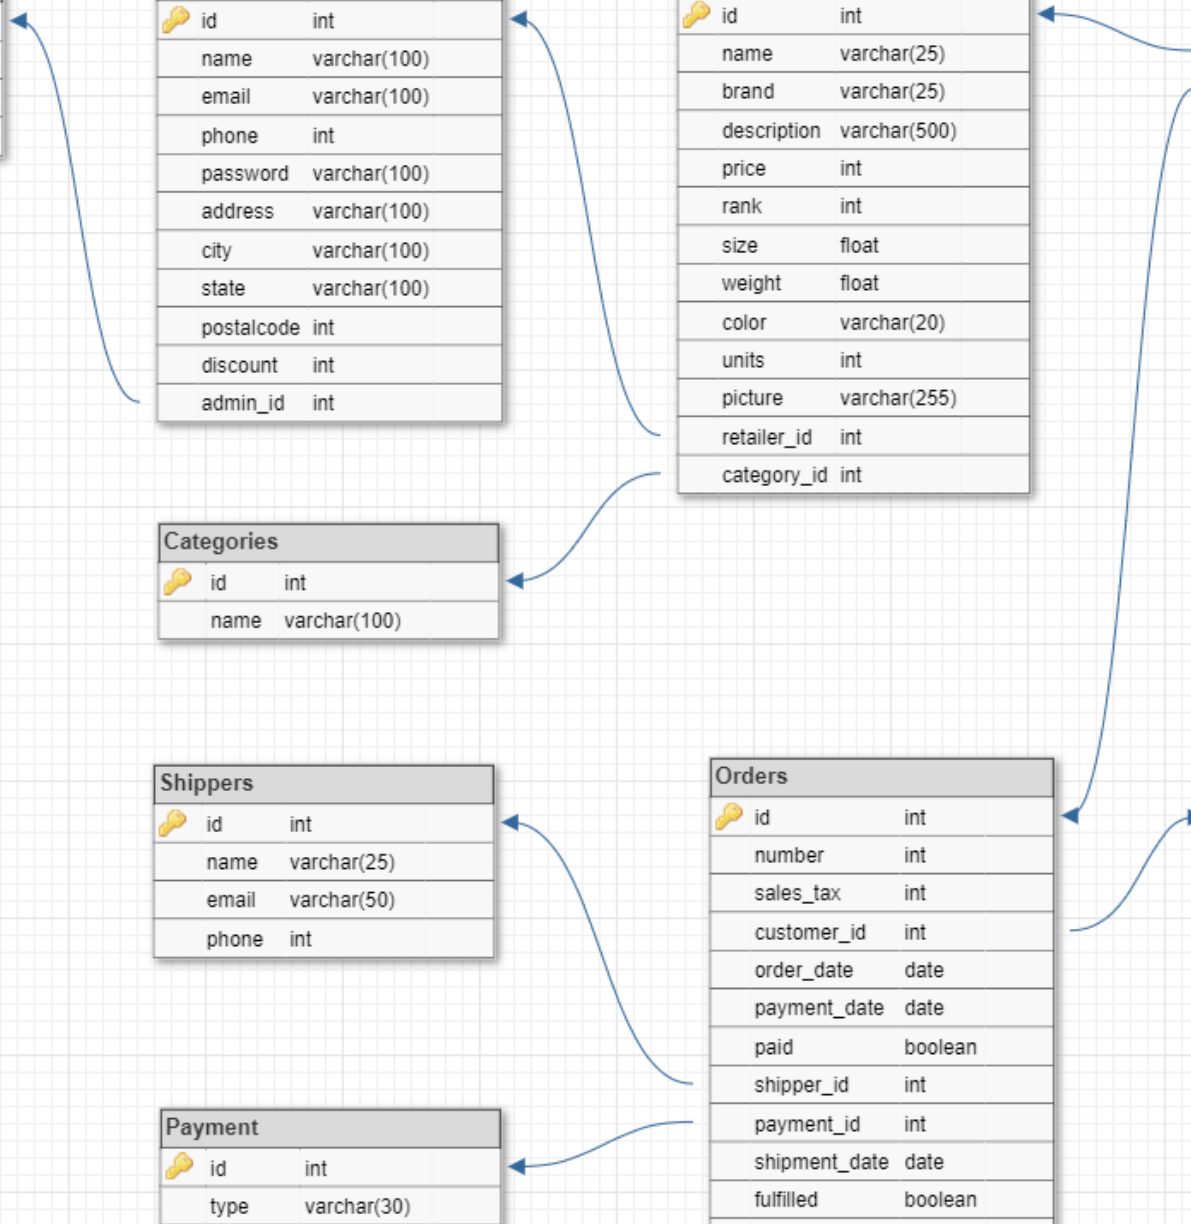 id int
name varchar(100)
email varchar(100)
phone int
password varchar(100)
address varchar(100)
city varchar(100)
state varchar(100)
postalcode int
discount int
admin_id int
id int
name varchar(25)
brand varchar(25)
description varchar(500)
price int
rank int
size float
weight float
color varchar(20)
units int
picture varchar(255)
retailer_id int
category_id int
Categories
id int
name varchar(100)
Shippers
id int
name varchar(25)
email varchar(50)
phone int
Orders
id int
number int
sales_tax int
customer_id int
order_date date
payment_date date
paid boolean
shipper_id int
payment_id int
shipment_date date
fulfilled boolean
Payment
id int
type varchar(30)